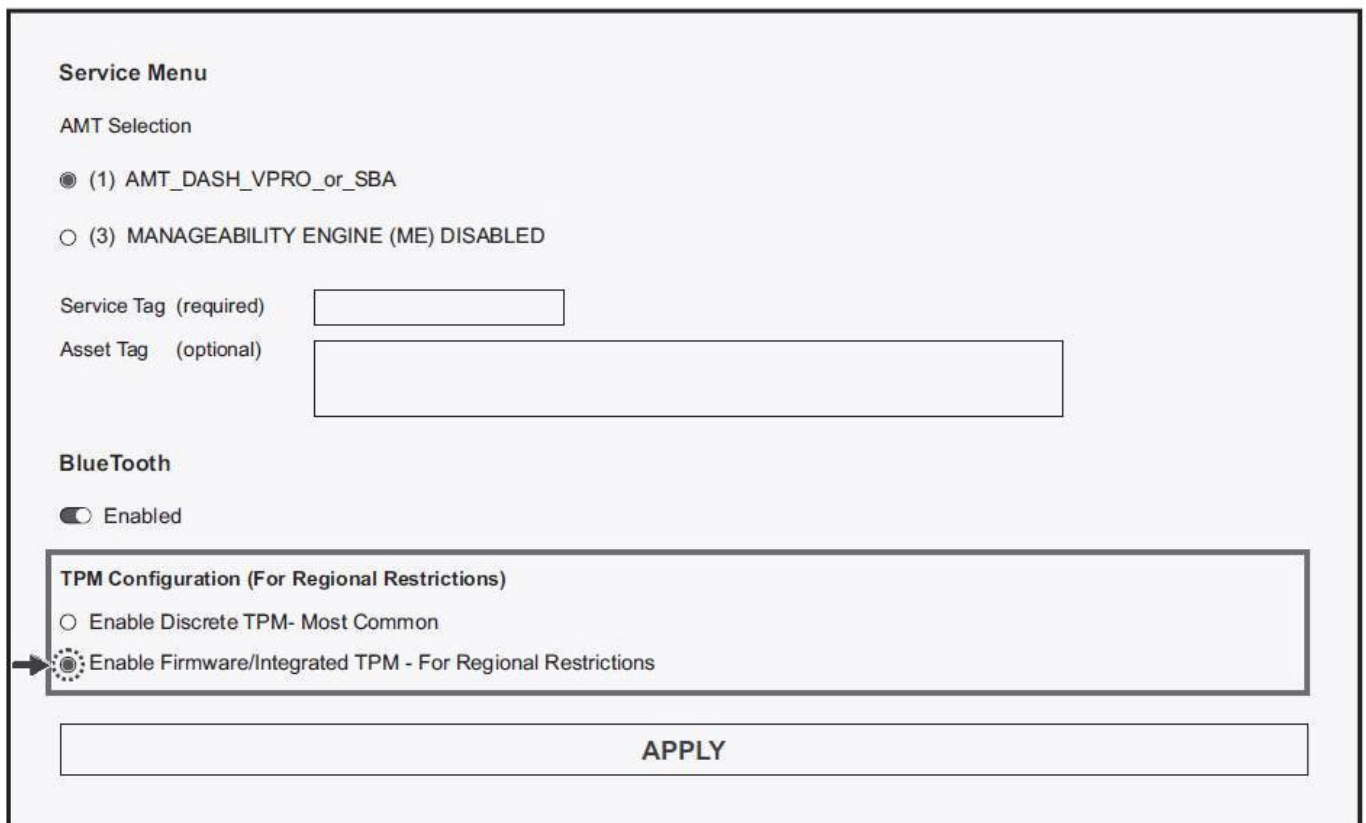 Service Menu
AMT Selection
(1) AMT_DASH_VPRO_or_SBA
(3) MANAGEABILITY ENGINE (ME) DISABLED
Service Tag (required)
Asset Tag (optional)
BlueTooth
Enabled
TPM Configuration (For Regional Restrictions)
Enable Discrete TPM- Most Common
Enable Firmware/Integrated TPM - For Regional Restrictions
APPLY